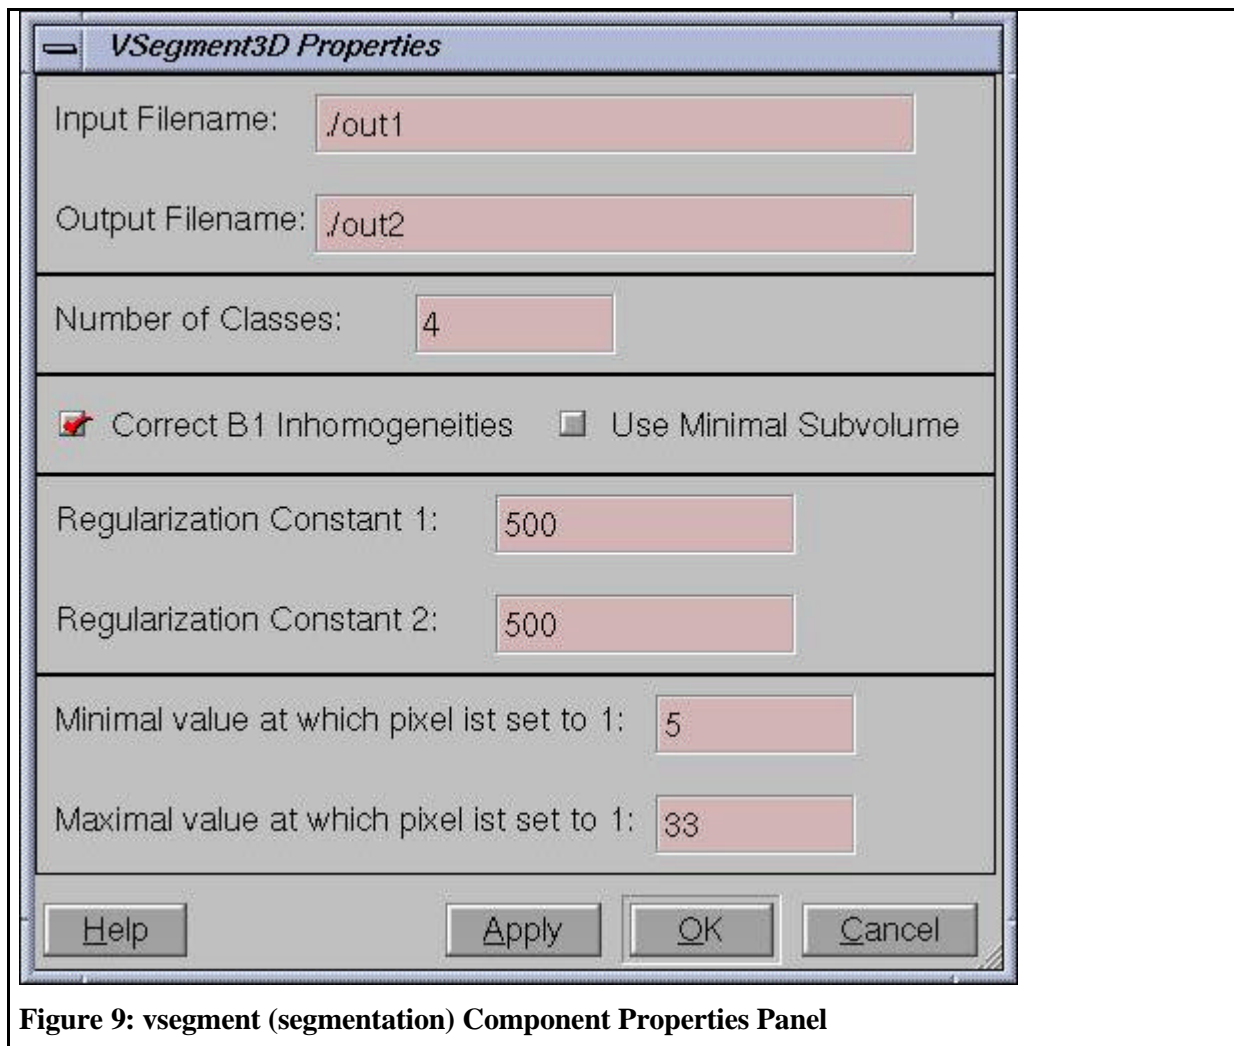 VSegment3D Properties
Input Filename: ./out1
Output Filename: ./out2
Number of Classes: 4
Correct B1 Inhomogeneities Use Minimal Subvolume
Regularization Constant 1: 500
Regularization Constant 2: 500
Minimal value at which pixel ist set to 1: 5
Maximal value at which pixel ist set to 1: 33
Help Apply OK Cancel
Figure 9: vsegment (segmentation) Component Properties Panel